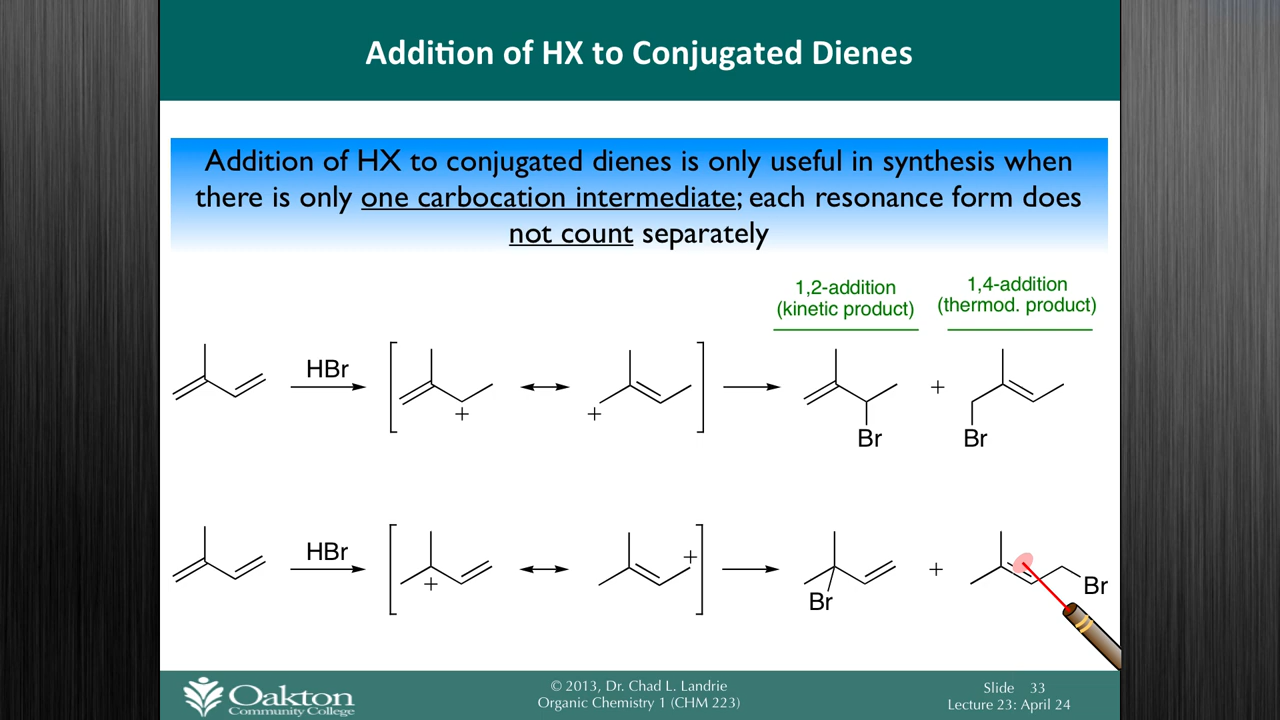 Addition of HX to Conjugated Dienes
Addition of HX to conjugated dienes is only useful in synthesis when
there is only one carbocation intermediate; each resonance form does
not count separately
1,2-addition
(kinetic product)
1,4-addition
(thermod. product)
HBr
+
+
+
Br
Br
HBr
+
+
+
Br
Br
Oakton
Community College
© 2013, Dr. Chad L. Landrie
Organic Chemistry 1 (CHM 223)
Slide 33
Lecture 23: April 24